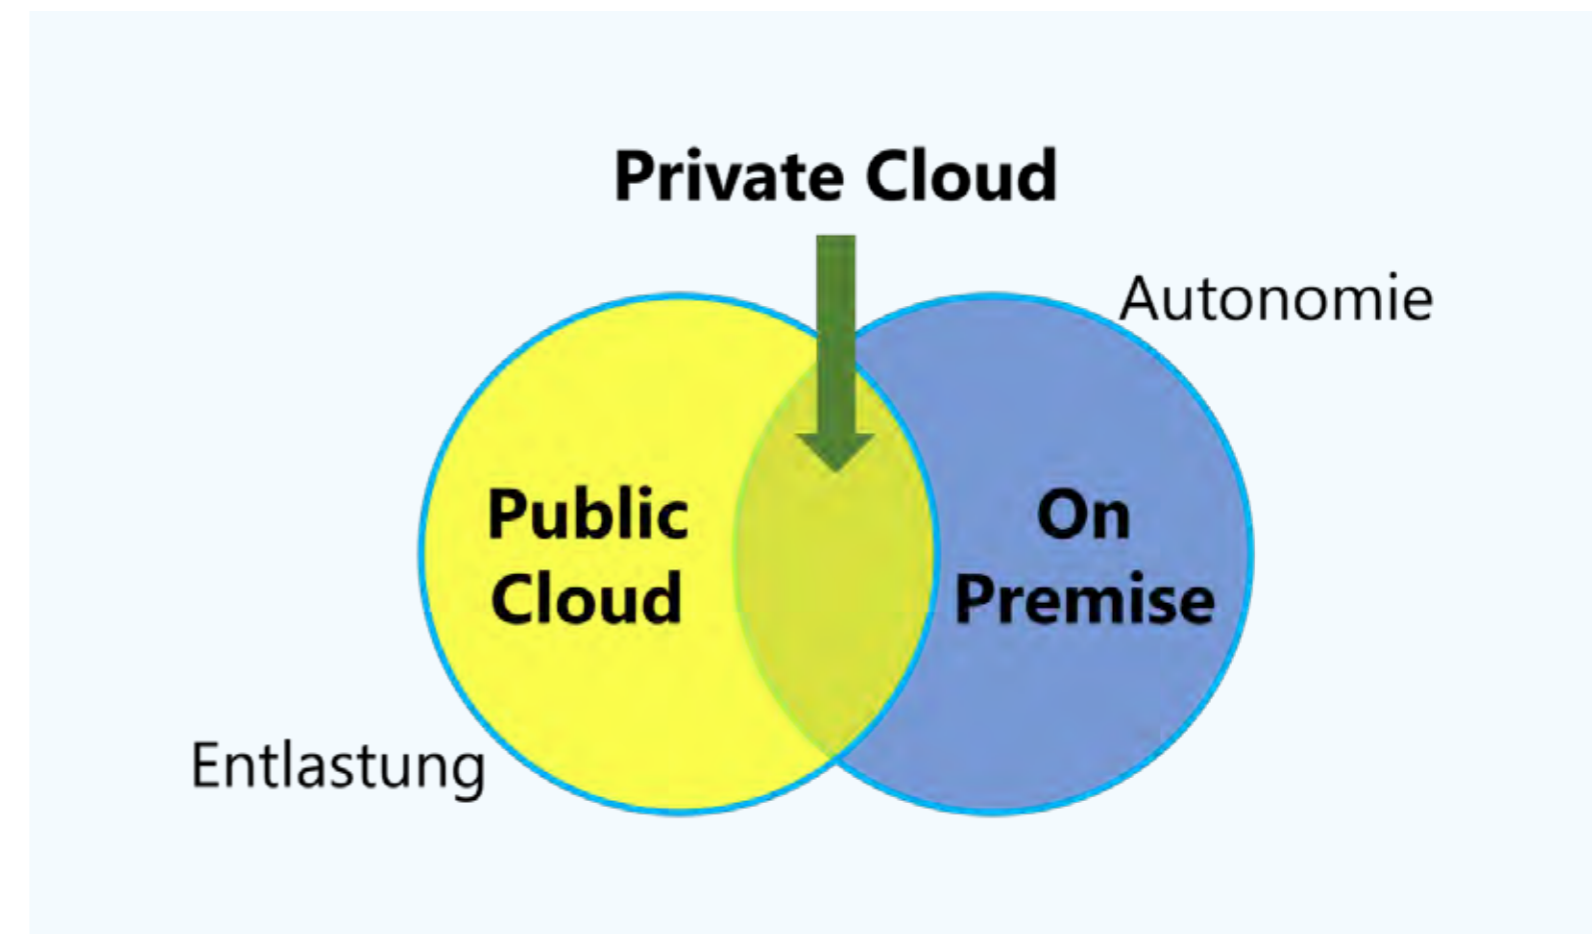 Private Cloud
Autonomie
Public
Cloud
On
Premise
Entlastung